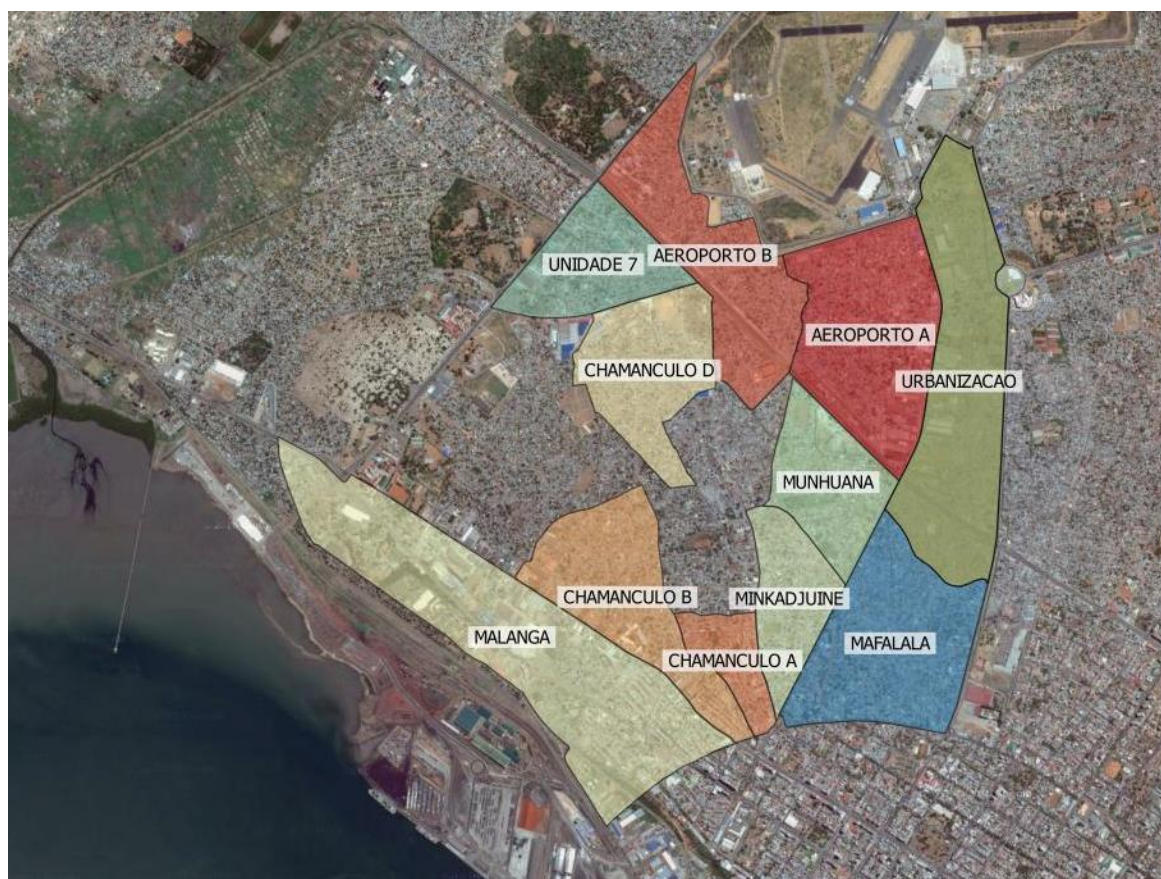 AEROPORTO B
UNIDADE 7
AEROPORTO A
CHAMANCULO D
URBANIZACAO
MUNHUANA
CHAMANCULO B
MINKADJUINE
MALANGA
MAFALALA
CHAMANCULO A